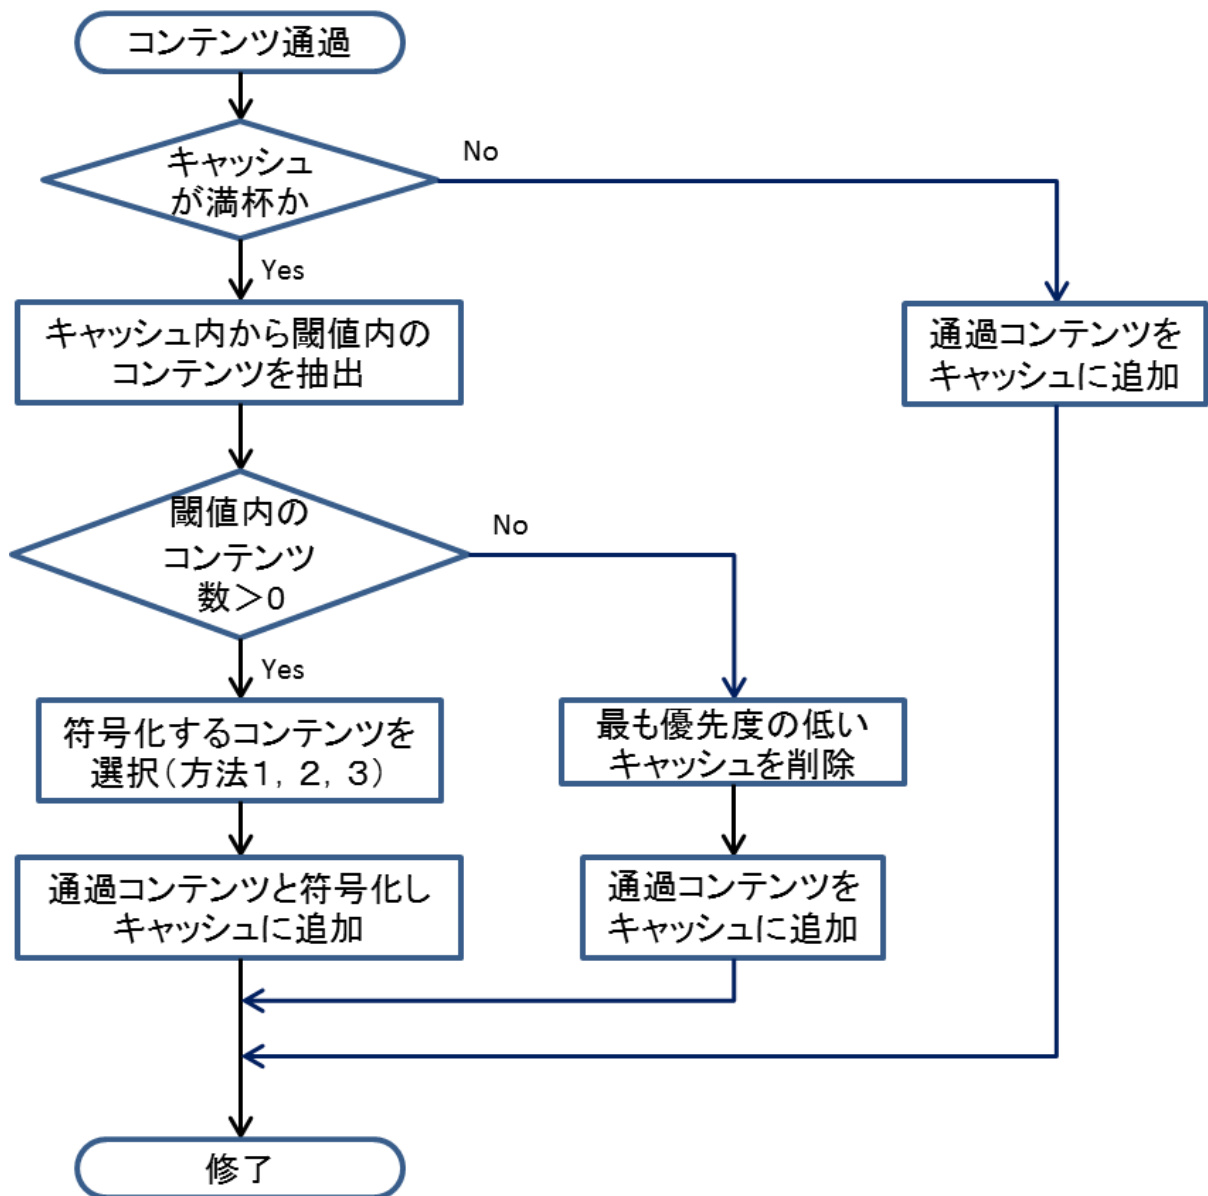 コンテンツ通過
キャッシュ
が満杯か
No
Yes
キャッシュ内から閾値内の
コンテンツを抽出
通過コンテンツを
キャッシュに追加
閾値内の
コンテンツ
数＞0
No
Yes
符号化するコンテンツを
選択（方法１，２，３）
最も優先度の低い
キャッシュを削除
通過コンテンツと符号化し
キャッシュに追加
通過コンテンツを
キャッシュに追加
修了